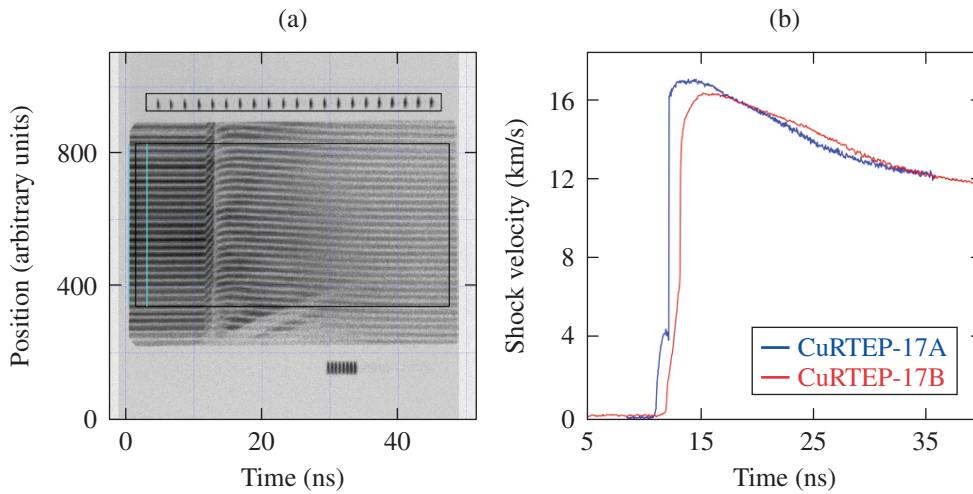 (a)
Position (arbitrary units)
800
400
0
0 20 40
Time (ns)
(b)
Shock velocity (km/s)
16
12
8
4
0
CuRTEP-17A
CuRTEP-17B
5 15 25 35
Time (ns)